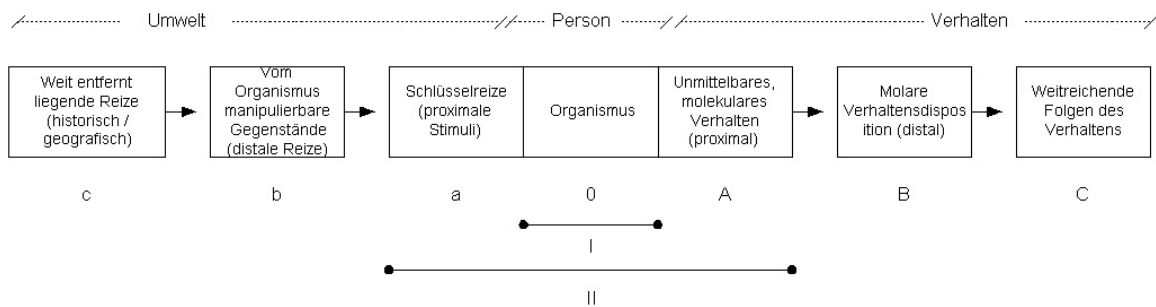 Umwelt
Person
Verhalten
Weit entfernt
liegende Reize
(historisch /
geografisch)
Vom
Organismus
manipulierbare
Gegenstände
(distale Reize)
Schlüsselreize
(proximale
Stimuli)
Organismus
Unmittelbares,
molekulares
Verhalten
(proximal)
Molare
Verhaltensdispos
ition (distal)
Weitreichende
Folgen des
Verhaltens
c
b
a
0
A
B
C
I
II